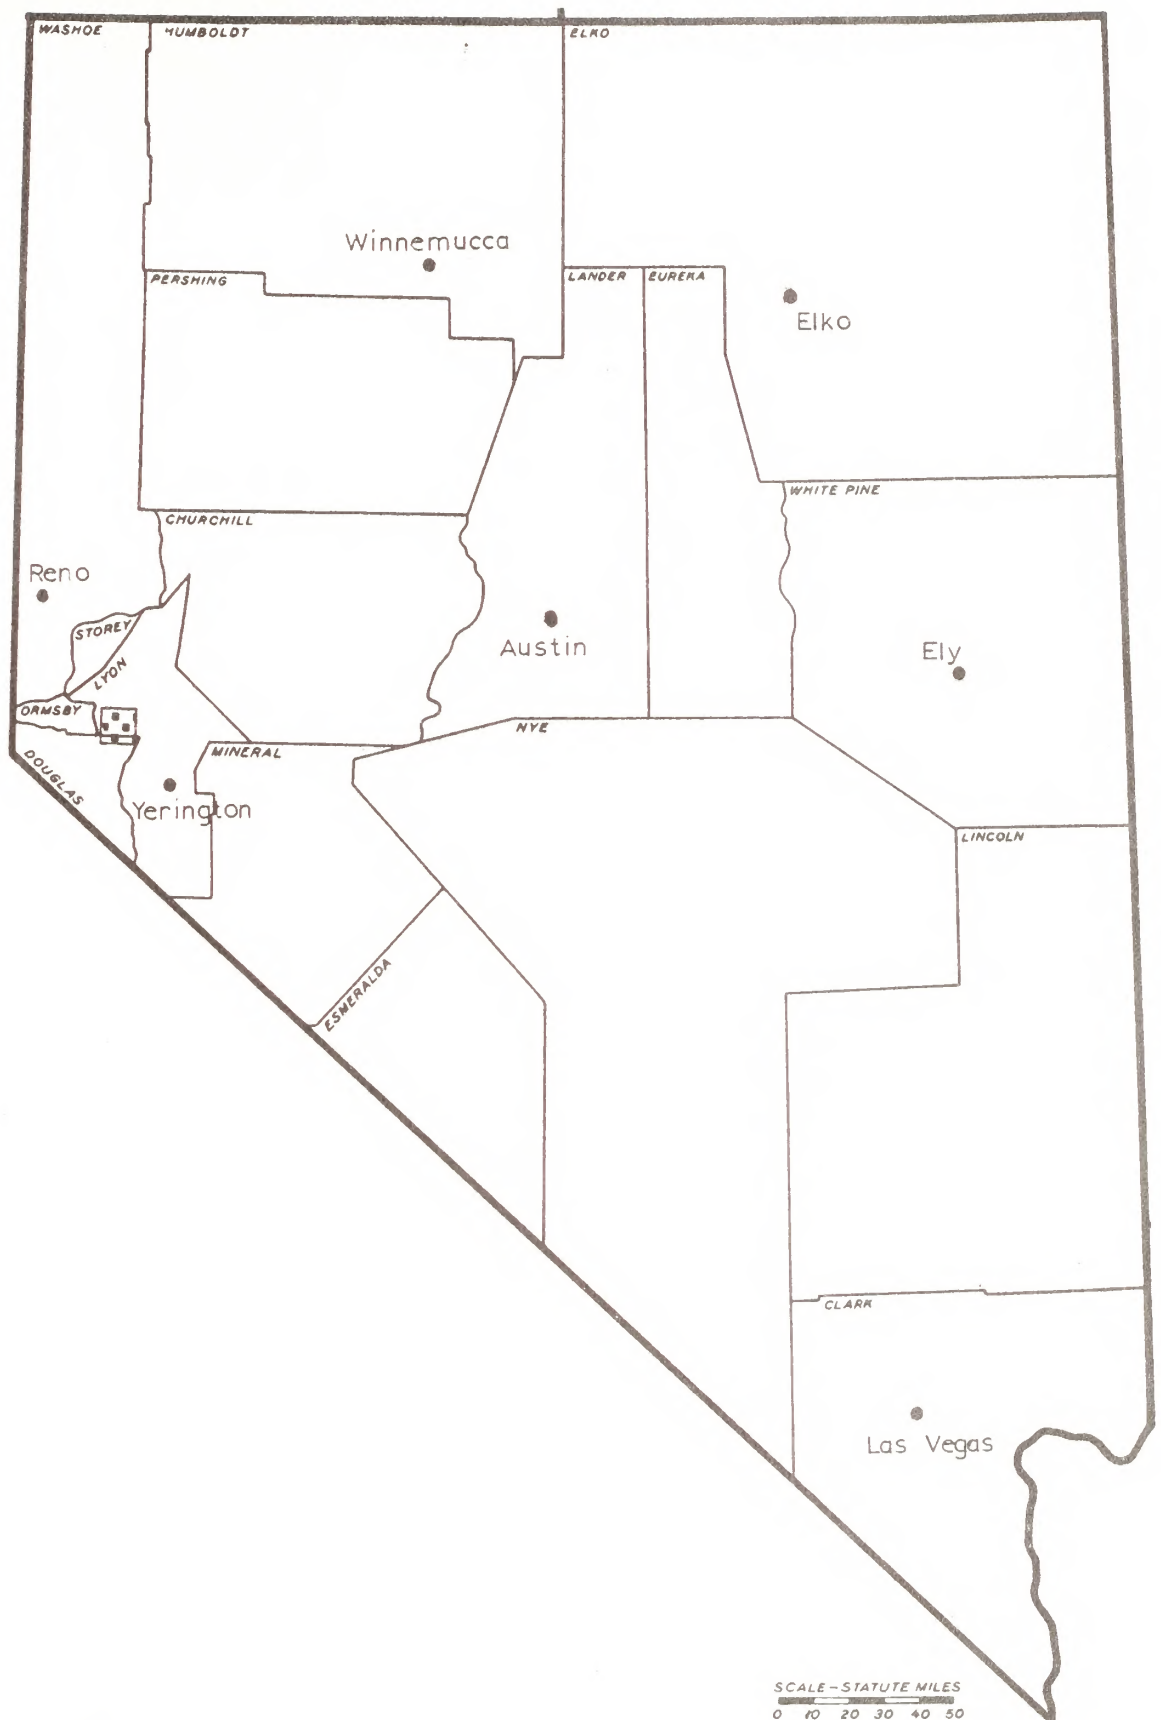 WASHOE
HUMBOLDT
ELKO
Winnemucca
PERSHING
LANDER
EUREKA
Elko
WHITE PINE
CHURCHILL
Reno
STOREY
Austin
LYON
Ely
ORMSBY
NYE
MINERAL
DOUGLAS
Yerington
LINCOLN
ESMERALDA
CLARK
Las Vegas
SCALE-STATUTE MILES
0 10 20 30 40 50